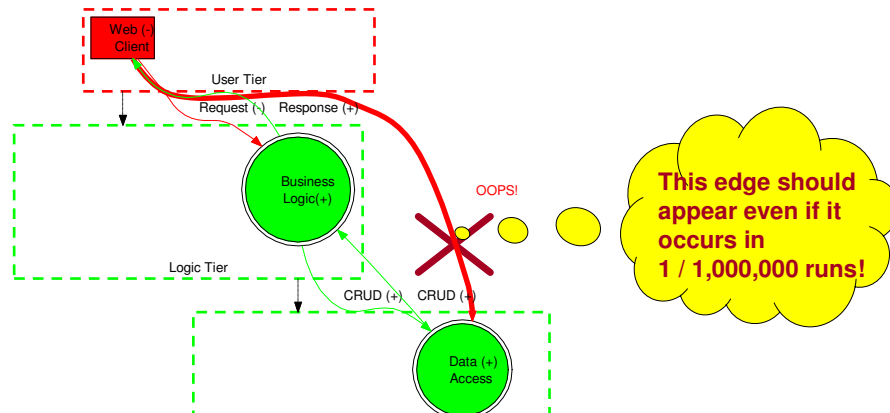 Web (-)
Client
User Tier
Request (-)
Response (+)
Business
Logic(+)
OOPS!
This edge should
appear even if it
occurs in
1 / 1,000,000 runs!
Logic Tier
CRUD (+)
CRUD (+)
Data (+)
Access